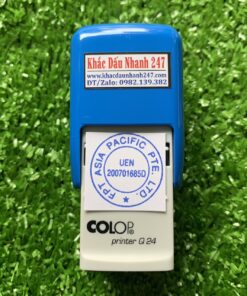 Khắc Dấu Nhanh 247
www.khacdaunhanh247.com
ĐT/Zalo: 0982.139.382
FPT ASIA PACIFIC PTE. LTD.
UEN
200701685D
COLOP®
printer Q 24